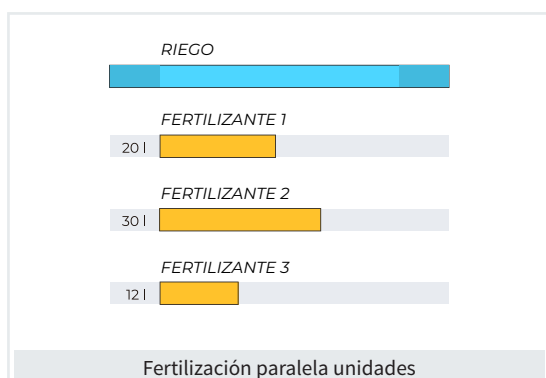 RIEGO
FERTILIZANTE 1
20 l
FERTILIZANTE 2
30 l
FERTILIZANTE 3
12 l
Fertilización paralela unidades